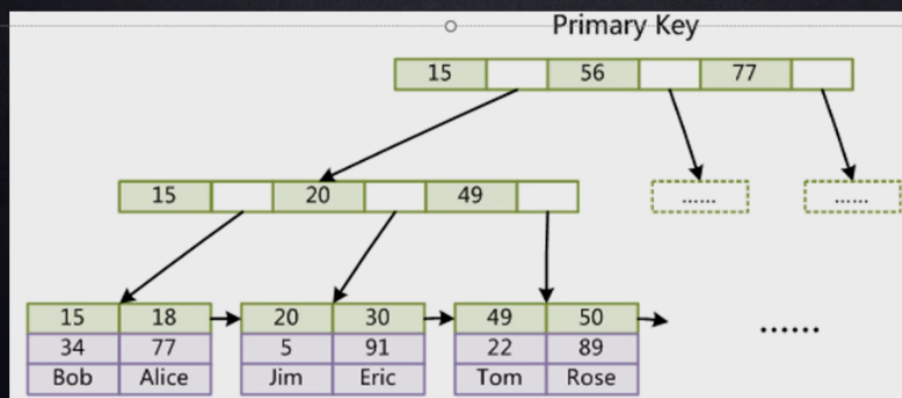 Primary Key
15 56 77
15 20 49
......
......
15 18 20 30 49 50
34 77 5 91 22 89
Bob Alice Jim Eric Tom Rose
......